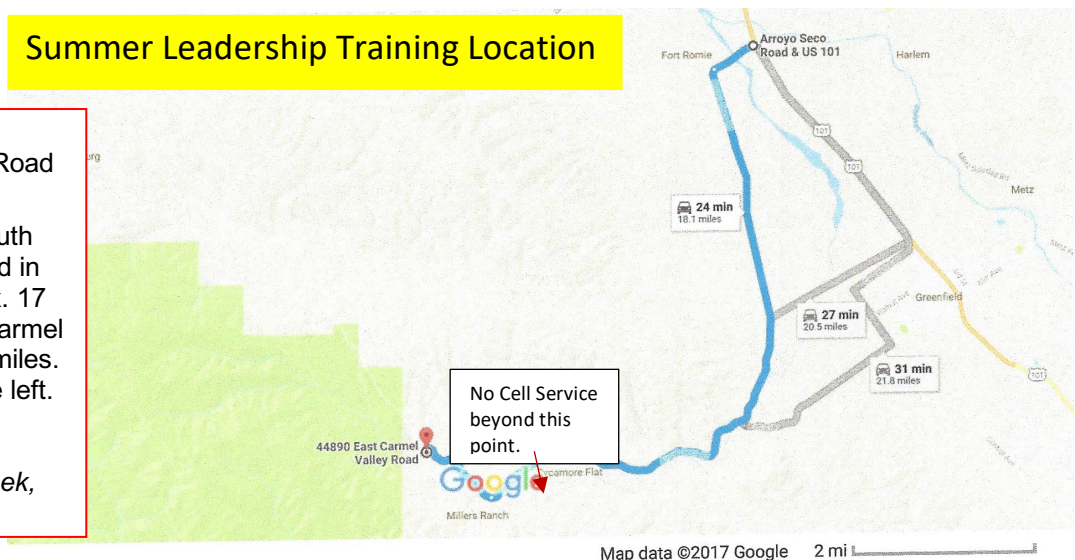 Summer Leadership Training Location
Road
uth
d in
. 17
armel
miles.
e left.
ek,
Arroyo Seco
Road & US 101
Fort Romie
Harlem
101
101
Metz
24 min
18.1 miles
Greenfield
27 min
20.5 miles
31 min
21.8 miles
101
No Cell Service
beyond this
point.
44890 East Carmel
Valley Road
Google
ycamore Flat
Millers Ranch
Map data ©2017 Google 2 mi